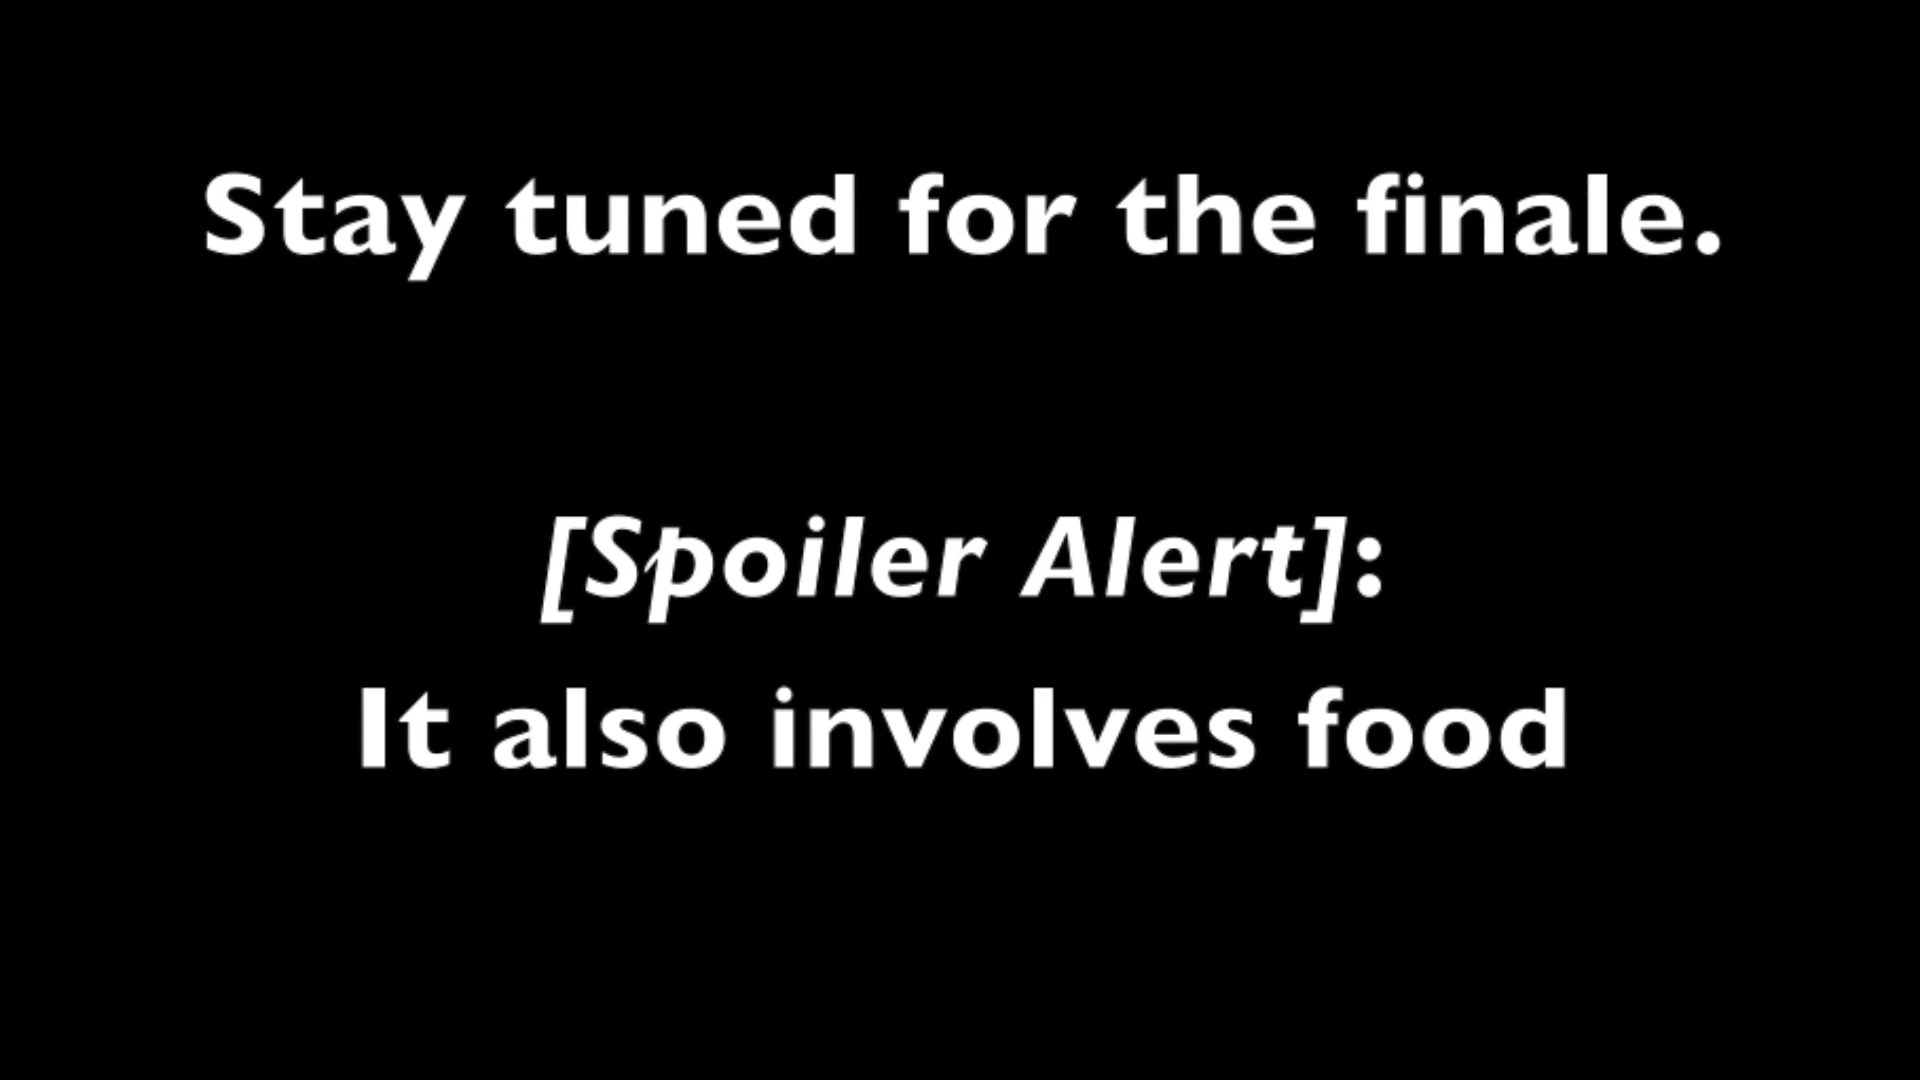 Stay tuned for the finale.
[Spoiler Alert]:
It also involves food